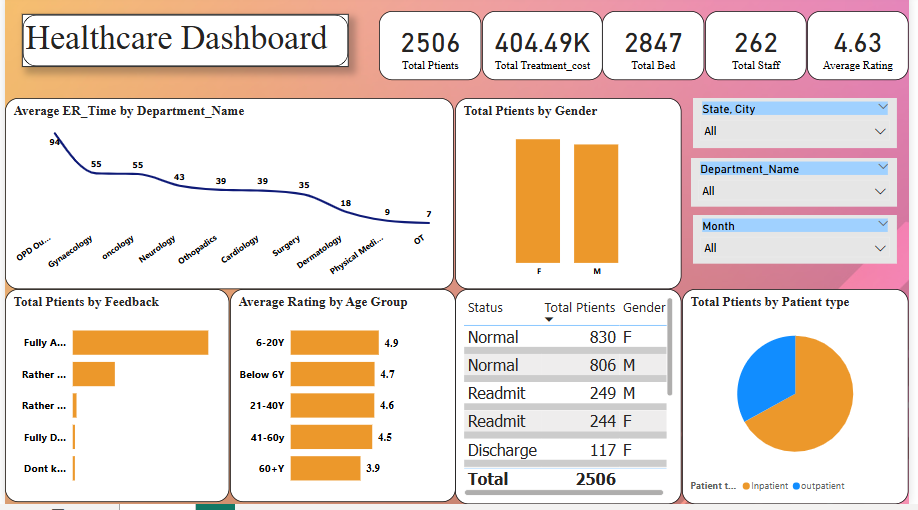 Healthcare Dashboard
2506
Total Ptients
404.49K
Total Treatment_cost
2847
Total Bed
262
Total Staff
4.63
Average Rating
Average ER_Time by Department_Name
94
55
55
43
39
39
35
18
9
7
OPD Ou...
Gynaecology
oncology
Neurology
Othopadics
Cardiology
Surgery
Dermatology
Physical Medi...
OT
Total Ptients by Gender
F
M
State, City
All
Department_Name
All
Month
All
Total Ptients by Feedback
Fully A...
Rather ...
Rather ...
Fully D...
Dont k...
Average Rating by Age Group
6-20Y 4.9
Below 6Y 4.7
21-40Y 4.6
41-60y 4.5
60+Y 3.9
Status Total Ptients Gender
Normal 830 F
Normal 806 M
Readmit 249 M
Readmit 244 F
Discharge 117 F
Total 2506
Total Ptients by Patient type
Patient t... Inpatient outpatient